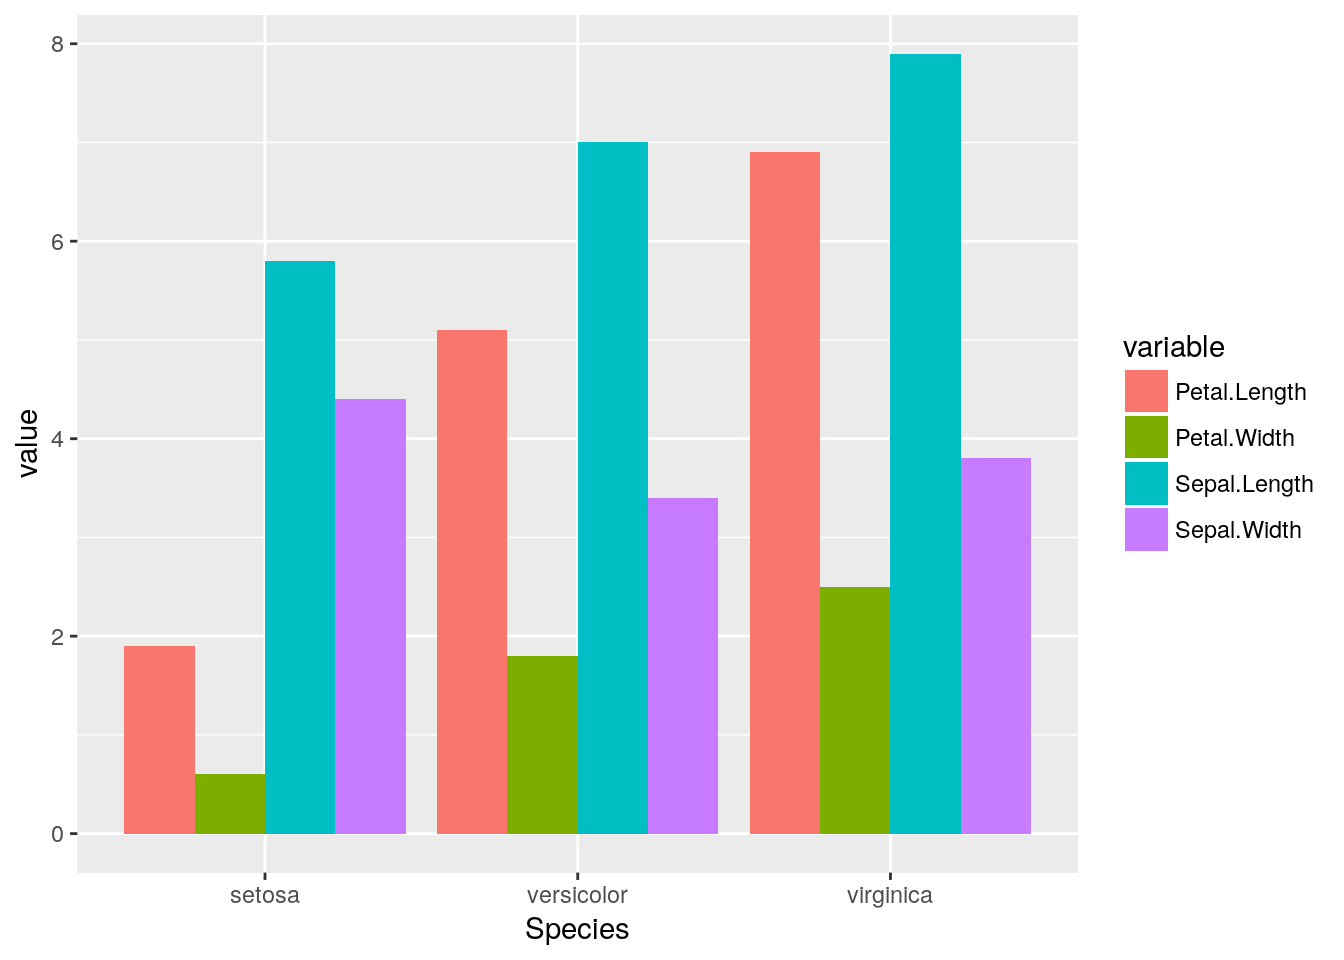 8
6
4
2
0
value
setosa
versicolor
virginica
Species
variable
Petal.Length
Petal.Width
Sepal.Length
Sepal.Width